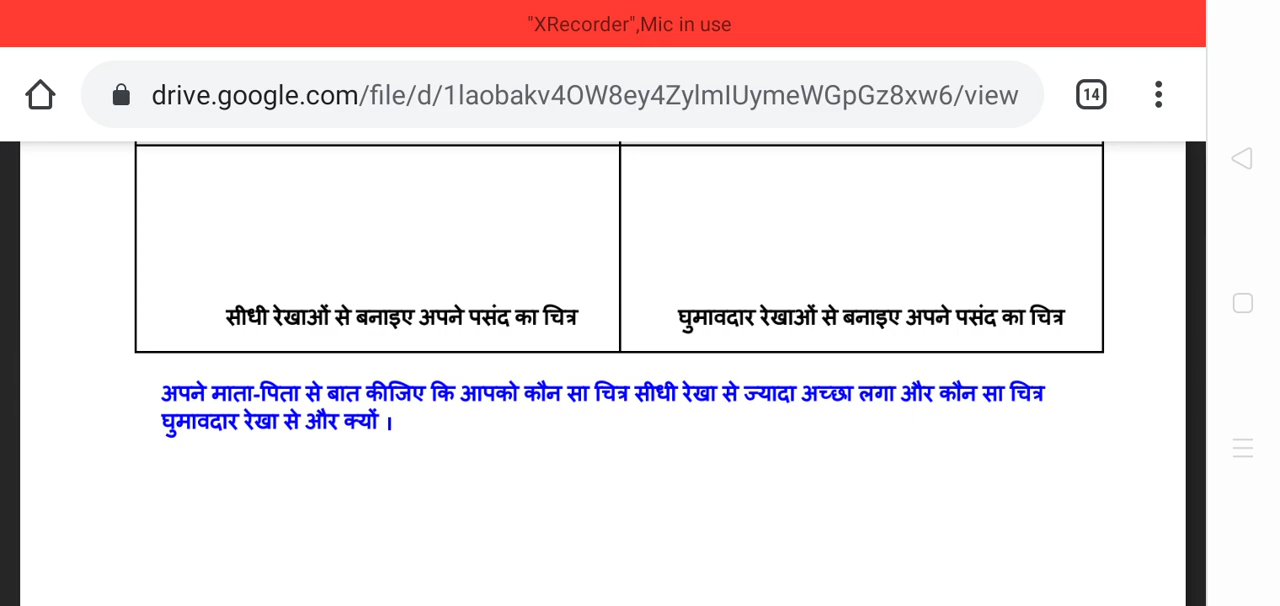 "XRecorder",Mic in use
drive.google.com/file/d/1laobakv4OW8ey4ZylmIUymeWGpGz8xw6/view
14
सीधी रेखाओं से बनाइए अपने पसंद का चित्र
घुमावदार रेखाओं से बनाइए अपने पसंद का चित्र
अपने माता-पिता से बात कीजिए कि आपको कौन सा चित्र सीधी रेखा से ज्यादा अच्छा लगा और कौन सा चित्र
घुमावदार रेखा से और क्यों ।